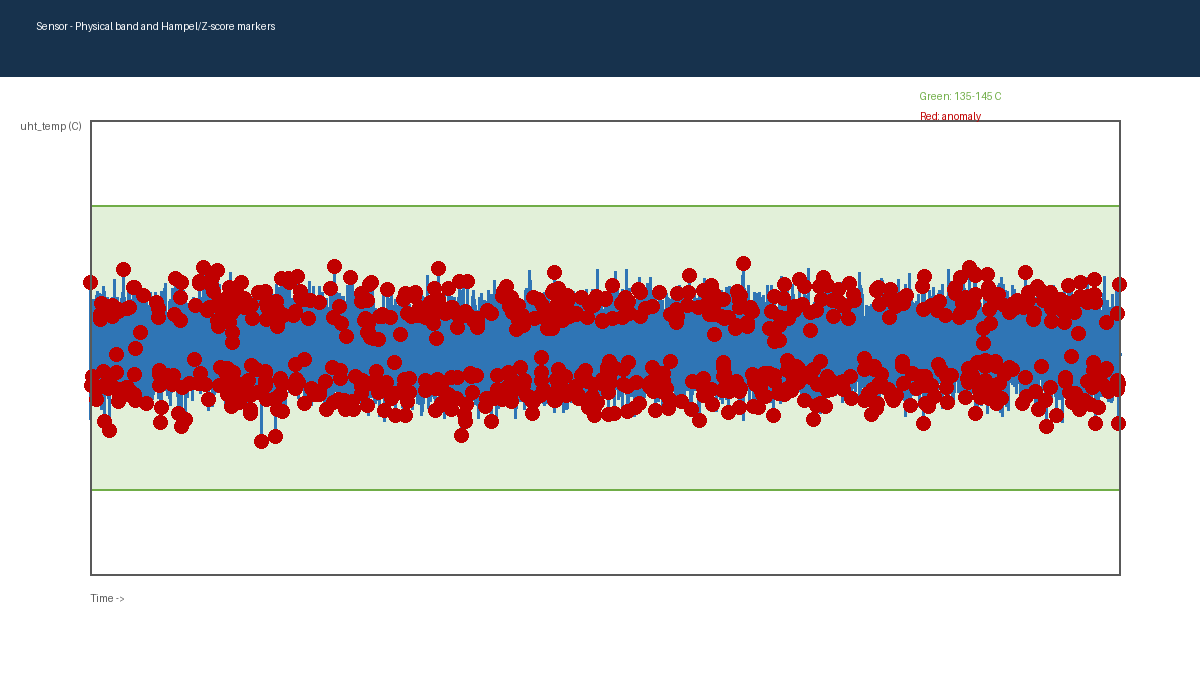 Sensor - Physical band and Hampel/Z-score markers
Green: 135-145 C
Red: anomaly
uht_temp (C)
Time ->